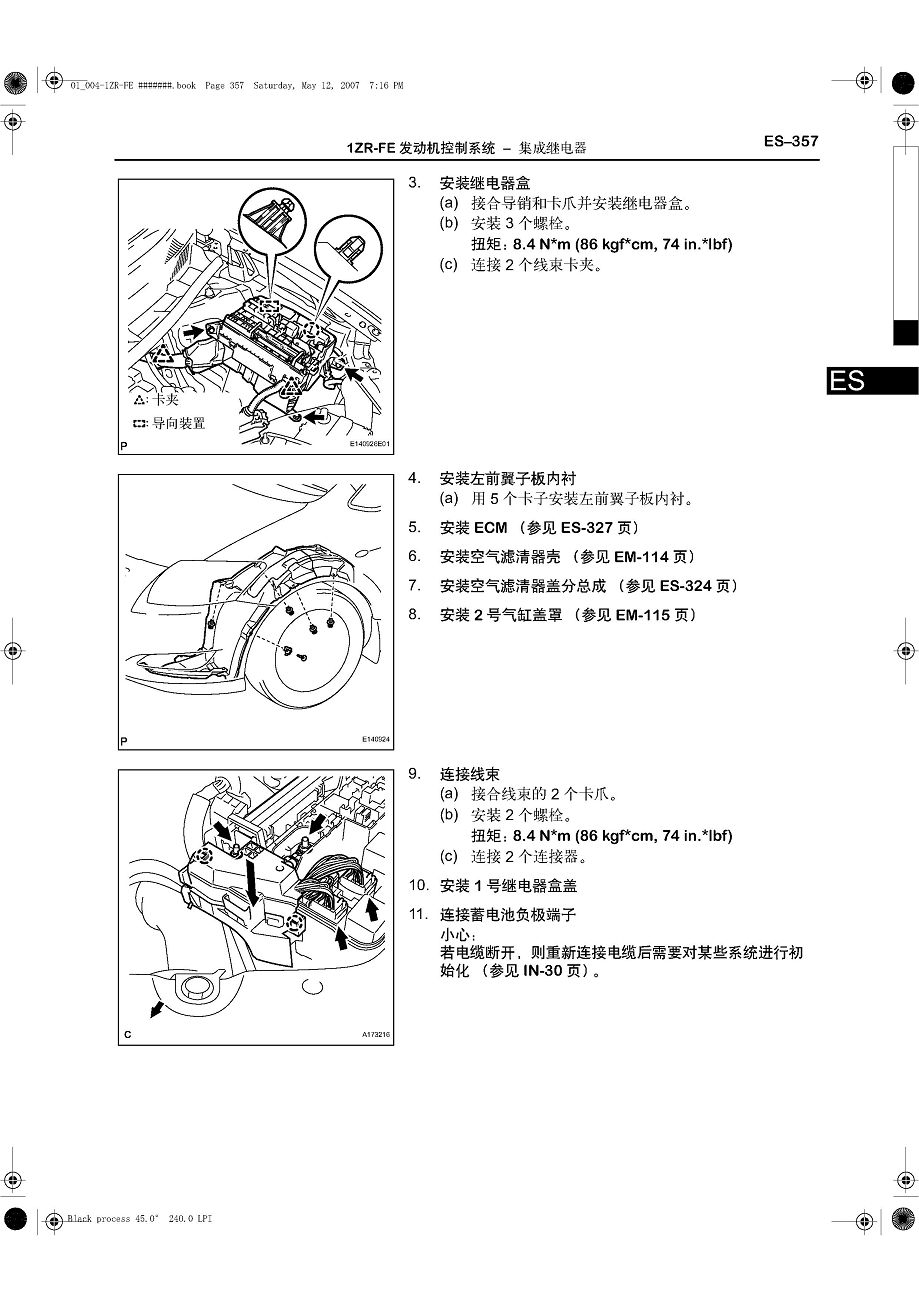 01_004-1ZR-FE #######.book Page 357 Saturday, May 12, 2007 7:16 PM
1ZR-FE 发动机控制系统 – 集成继电器
ES–357
3. 安装继电器盒
(a) 接合导销和卡爪并安装继电器盒。
(b) 安装 3 个螺栓。
扭矩：8.4 N*m (86 kgf*cm, 74 in.*lbf)
(c) 连接 2 个线束卡夹。
ES
: 卡夹
: 导向装置
P
E140926E01
4. 安装左前翼子板内衬
(a) 用 5 个卡子安装左前翼子板内衬。
5. 安装 ECM （参见 ES-327 页）
6. 安装空气滤清器壳 （参见 EM-114 页）
7. 安装空气滤清器盖分总成 （参见 ES-324 页）
8. 安装 2 号气缸盖罩 （参见 EM-115 页）
P
E140924
9. 连接线束
(a) 接合线束的 2 个卡爪。
(b) 安装 2 个螺栓。
扭矩：8.4 N*m (86 kgf*cm, 74 in.*lbf)
(c) 连接 2 个连接器。
10. 安装 1 号继电器盒盖
11. 连接蓄电池负极端子
小心：
若电缆断开，则重新连接电缆后需要对某些系统进行初
始化 （参见 IN-30 页）。
C
A173216
Black process 45.0° 240.0 LPI